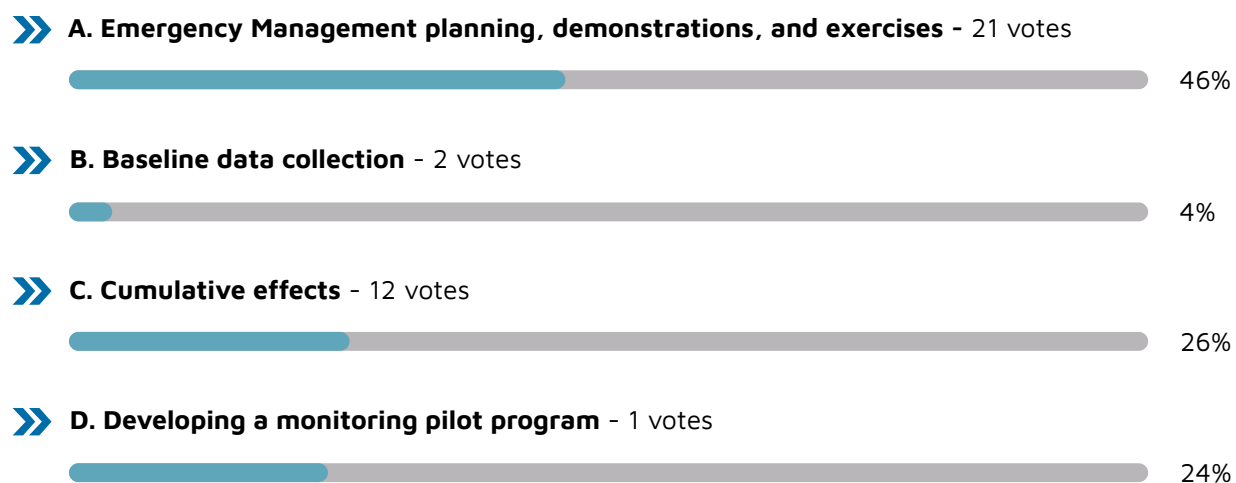 A. Emergency Management planning, demonstrations, and exercises - 21 votes
46%
B. Baseline data collection - 2 votes
4%
C. Cumulative effects - 12 votes
26%
D. Developing a monitoring pilot program - 1 votes
24%